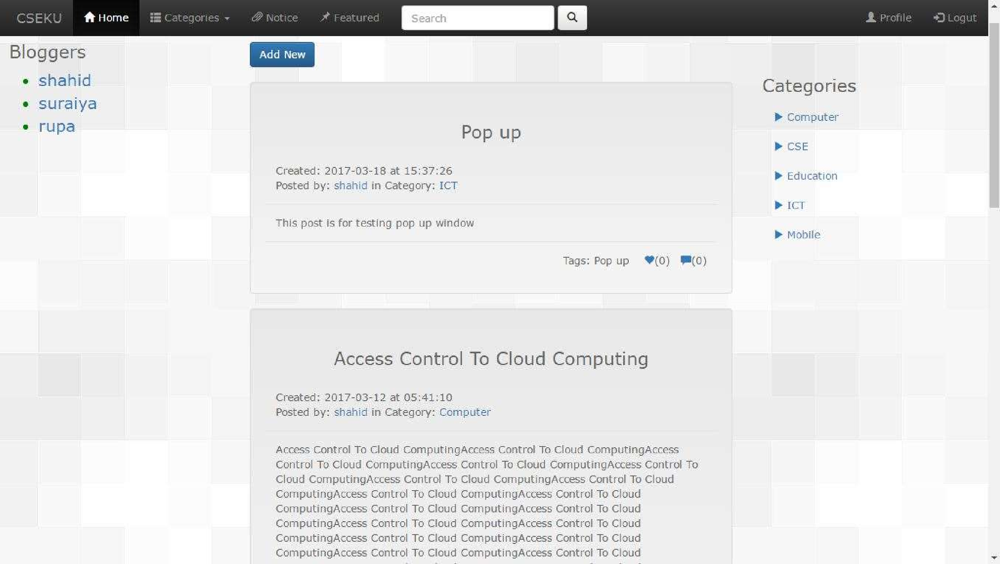 CSEKU Home Categories Notice Featured Search Profile Logut
Bloggers
shahid
suraiya
rupa
Add New
Pop up
Created: 2017-03-18 at 15:37:26
Posted by: shahid in Category: ICT
This post is for testing pop up window
Tags: Pop up (0) (0)
Access Control To Cloud Computing
Created: 2017-03-12 at 05:41:10
Posted by: shahid in Category: Computer
Access Control To Cloud ComputingAccess Control To Cloud ComputingAccess
Control To Cloud ComputingAccess Control To Cloud ComputingAccess Control To
Cloud ComputingAccess Control To Cloud ComputingAccess Control To Cloud
ComputingAccess Control To Cloud ComputingAccess Control To Cloud
ComputingAccess Control To Cloud ComputingAccess Control To Cloud
ComputingAccess Control To Cloud ComputingAccess Control To Cloud
ComputingAccess Control To Cloud ComputingAccess Control To Cloud
ComputingAccess Control To Cloud ComputingAccess Control To Cloud
Categories
Computer
CSE
Education
ICT
Mobile